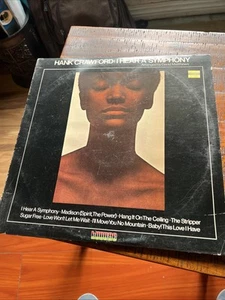 HANK CRAWFORD·I HEAR A SYMPHONY
I Hear A Symphony · Madison (Spirit, The Power) · Hang It On The Ceiling · The Stripper
Sugar Free · Love Won't Let Me Wait · I'll Move You No Mountain · Baby! This Love I Have